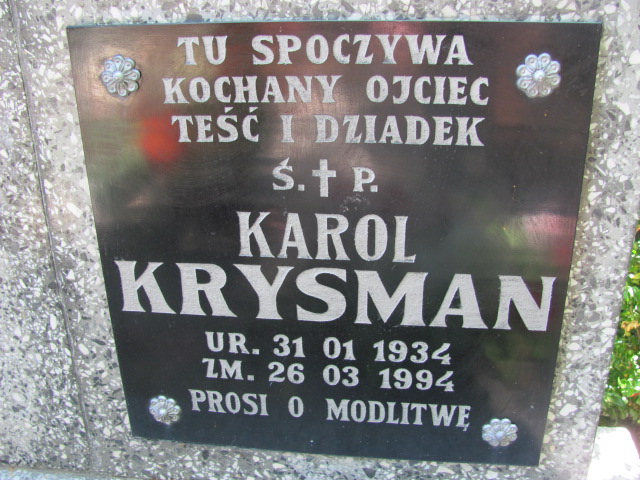 TU SPOCZYWA
KOCHANY OJCIEC
TEŚĆ I DZIADEK
Ś.✝P.
KAROL
KRYSMAN
UR. 31 01 1934
ZM. 26 03 1994
PROSI O MODLITWĘ